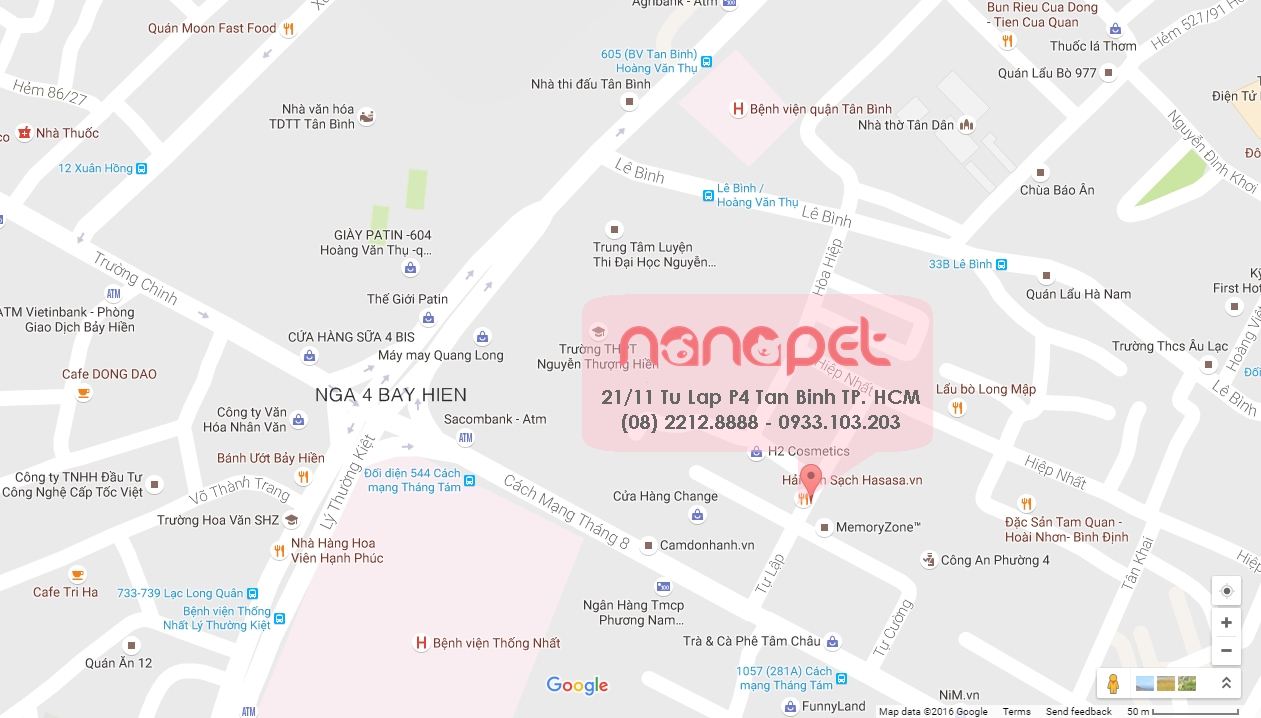 Agribank - Atm
Bun Rieu Cua Dong
- Tien Cua Quan
Quán Moon Fast Food
Thuốc lá Thơm
Hẻm 527/91 Hoàng
605 (BV Tan Binh)
Hoàng Văn Thụ
Quán Lẩu Bò 977
Nhà thi đấu Tân Bình
Hẻm 86/27
Điện Tử
Nhà văn hóa
TDTT Tân Bình
Bệnh viện quận Tân Bình
Nhà thờ Tân Dân
Nhà Thuốc
Nguyễn Đình Khơi
12 Xuân Hồng
Lê Bình
Lê Bình /
Hoàng Văn Thụ
Chùa Báo Ân
Lê Bình
GIÀY PATIN -604
Hoàng Văn Thụ -q...
Trung Tâm Luyện
Thi Đại Học Nguyễn...
Hòa Hiệp
33B Lê Bình
Trường Chinh
Quán Lẩu Hà Nam
First Hot
Thế Giới Patin
ATM Vietinbank - Phòng
Giao Dịch Bảy Hiền
CỬA HÀNG SỮA 4 BIS
Máy may Quang Long
Trường THPT
Nguyễn Thượng Hiền
nanapet
Trường Thcs Âu Lạc
Hoàng Việt
Cafe DONG DAO
Hiệp Nhất
Lẩu bò Long Mập
Lê Bình
NGA 4 BAY HIEN
21/11 Tu Lap P4 Tan Binh TP. HCM
(08) 2212.8888 - 0933.103.203
Công ty Văn
Hóa Nhân Văn
Sacombank - Atm
ATM
H2 Cosmetics
Bánh Ướt Bảy Hiền
Lý Thường Kiệt
Đối diện 544 Cách
mạng Tháng Tám
Công ty TNHH Đầu Tư
Công Nghệ Cấp Tốc Việt
Võ Thành Trang
Cách Mạng Tháng 8
Sạch Hasasa.vn
Hiệp Nhất
Cửa Hàng Change
Trường Hoa Văn SHZ
MemoryZone™
Đặc Sản Tam Quan -
Hoài Nhơn- Bình Định
Nhà Hàng Hoa
Viên Hạnh Phúc
Camdonhanh.vn
Công An Phường 4
Tân Khai
Hiệp
Cafe Tri Ha
733-739 Lạc Long Quân
Tự Lập
Bệnh viện Thống
Nhất Lý Thường Kiệt
Ngân Hàng Tmcp
Phương Nam...
Tự Cường
Bệnh viện Thống Nhất
Trà & Cà Phê Tâm Châu
Quán Ăn 12
1057 (281A) Cách
mạng Tháng Tám
Google
NiM.vn
ATM
FunnyLand
Map data ©2016 Google
Terms
Send feedback
50 m